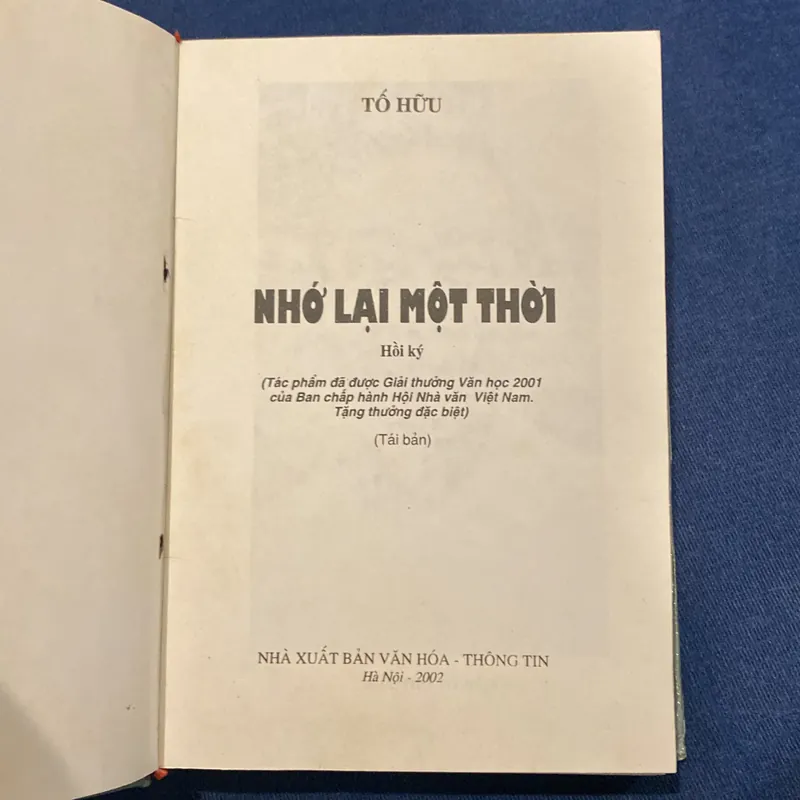 TỐ HỮU
NHỚ LẠI MỘT THỜI
Hồi ký
(Tác phẩm đã được Giải thưởng Văn học 2001
của Ban chấp hành Hội Nhà văn Việt Nam.
Tặng thưởng đặc biệt)
(Tái bản)
NHÀ XUẤT BẢN VĂN HÓA - THÔNG TIN
Hà Nội - 2002